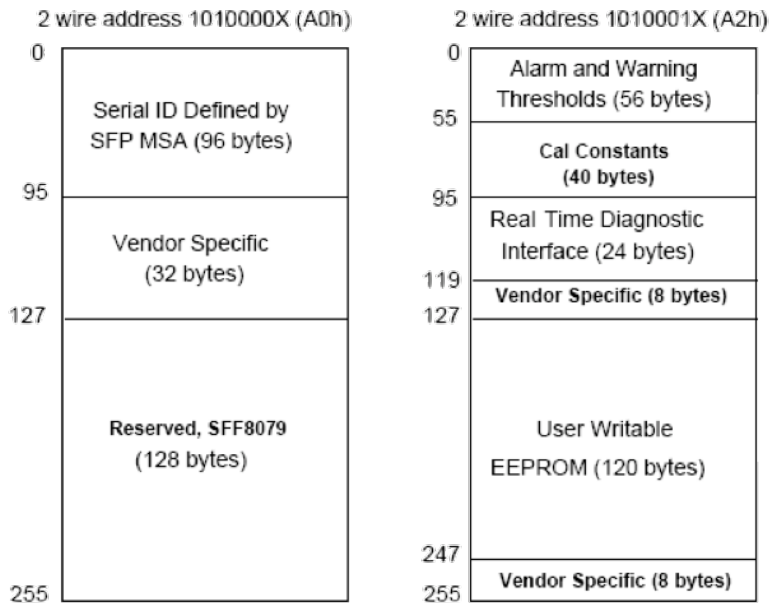 2 wire address 1010000X (A0h)
0
Serial ID Defined by
SFP MSA (96 bytes)
95
Vendor Specific
(32 bytes)
127
Reserved, SFF8079
(128 bytes)
255
2 wire address 1010001X (A2h)
0
Alarm and Warning
Thresholds (56 bytes)
55
Cal Constants
(40 bytes)
95
Real Time Diagnostic
Interface (24 bytes)
119
Vendor Specific (8 bytes)
127
User Writable
EEPROM (120 bytes)
247
Vendor Specific (8 bytes)
255